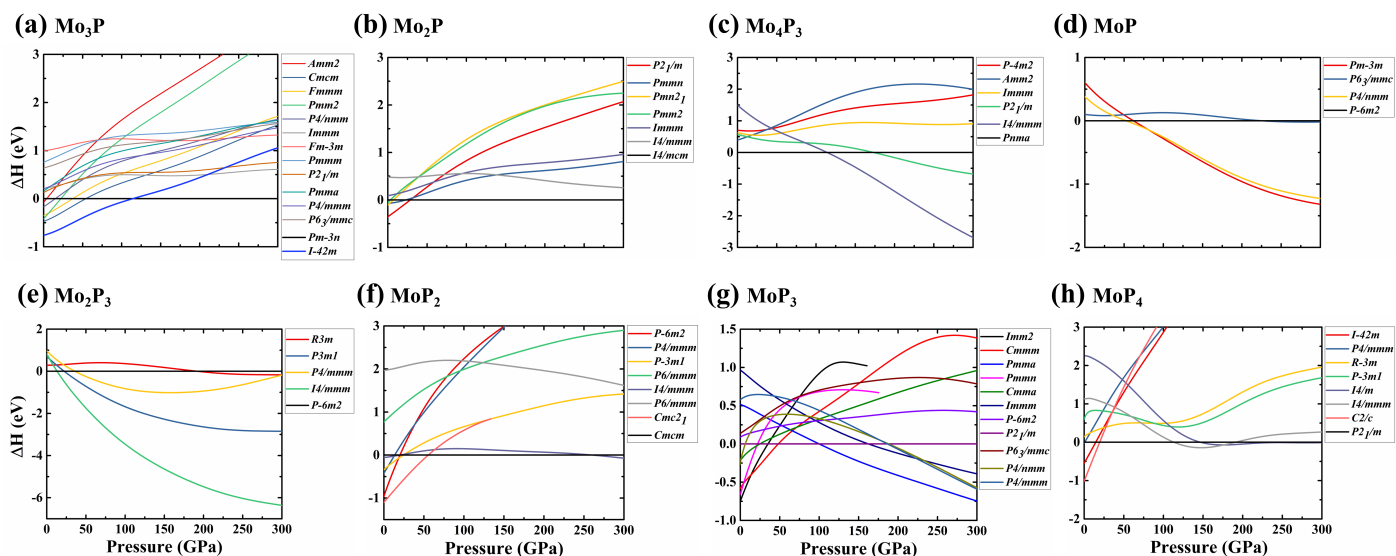 (a) Mo₃P
ΔH (eV)
3
2
1
0
-1
Amm2
Cmcm
Fmmm
Pmm2
P4/nmm
Immm
Fm-3m
Pmmm
P2₁/m
Pmma
P4/mmm
P6₃/mmc
Pm-3n
I-42m
(b) Mo₂P
3
2
1
0
-1
P2₁/m
Pmmn
Pmn2₁
Pmm2
Immm
I4/mmm
I4/mcm
(c) Mo₄P₃
3
2
1
0
-1
-2
-3
P-4m2
Amm2
Immm
P2₁/m
I4/mmm
Pnma
(d) MoP
1
0
-1
-2
Pm-3m
P6₃/mmc
P4/nmm
P-6m2
(e) Mo₂P₃
ΔH (eV)
2
0
-2
-4
-6
0 50 100 150 200 250 300
Pressure (GPa)
R3m
P3m1
P4/mmm
I4/mmm
P-6m2
(f) MoP₂
3
2
1
0
-1
0 50 100 150 200 250 300
Pressure (GPa)
P-6m2
P4/mmm
P-3m1
P6/mmm
I4/mmm
P6/mmm
Cmc2₁
Cmcm
(g) MoP₃
1.5
1.0
0.5
0.0
-0.5
-1.0
0 50 100 150 200 250 300
Pressure (GPa)
Imm2
Cmmm
Pmma
Pmmn
Cmma
Immm
P-6m2
P2₁/m
P6₃/mmc
P4/nmm
P4/mmm
(h) MoP₄
3
2
1
0
-1
-2
0 50 100 150 200 250 300
Pressure (GPa)
I-42m
P4/mmm
R-3m
P-3m1
I4/m
I4/mmm
C2/c
P2₁/m